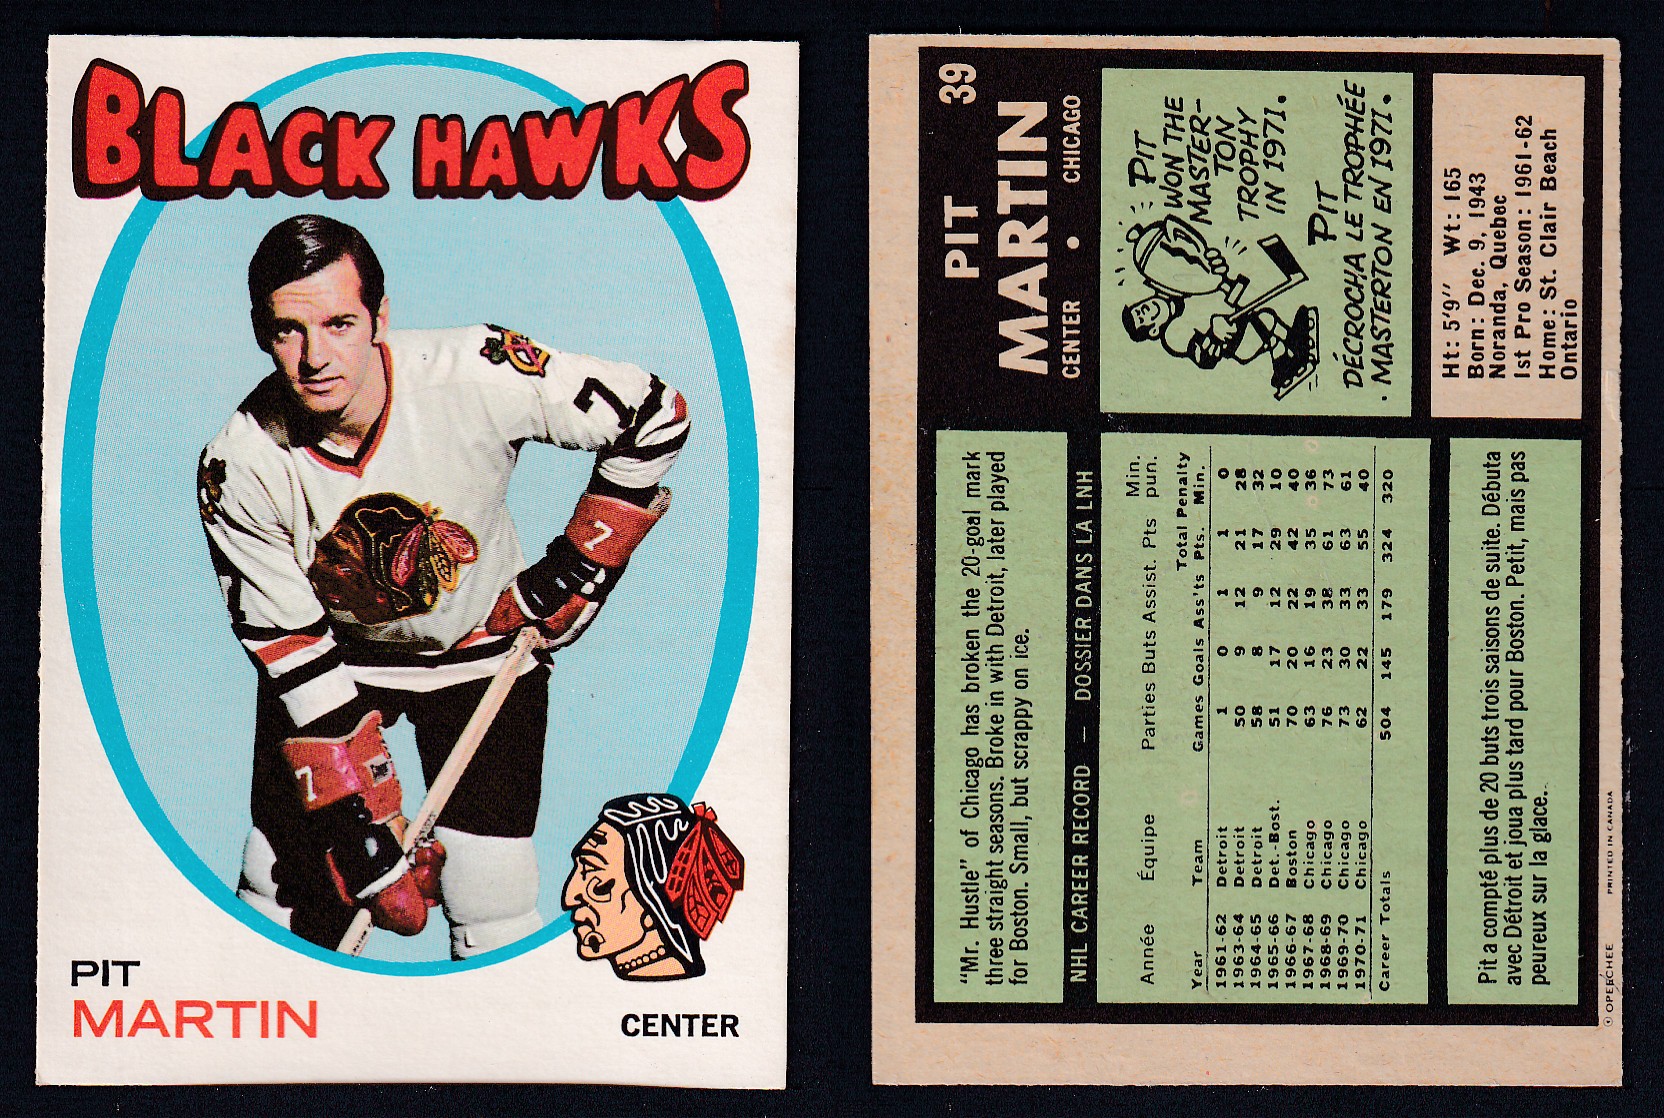 BLACK HAWKS
7
7
7
7
PIT
MARTIN
CENTER
39
PIT
MARTIN
CENTER • CHICAGO
PIT
WON THE
MASTER-
TON
TROPHY
IN 1971.
PIT
DÉCROCHA LE TROPHÉE
MASTERTON EN 1971.
Ht: 5'9" Wt: 165
Born: Dec. 9, 1943
Noranda, Quebec
1st Pro Season: 1961-62
Home: St. Clair Beach
Ontario
"Mr. Hustle" of Chicago has broken the 20-goal mark
three straight seasons. Broke in with Detroit, later played
for Boston. Small, but scrappy on ice.
NHL CAREER RECORD — DOSSIER DANS LA LNH
Année Équipe Parties Buts Assist. Pts Min. pun.
Year Team Games Goals Ass'ts Total Pts. Penalty Min.
1961-62 Detroit 1 0 1 1 0
1963-64 Detroit 50 9 12 21 28
1964-65 Detroit 58 8 9 17 32
1965-66 Det.-Bost. 51 17 12 29 10
1966-67 Boston 70 20 22 42 40
1967-68 Chicago 63 16 19 35 36
1968-69 Chicago 76 23 38 61 73
1969-70 Chicago 73 30 33 63 61
1970-71 Chicago 62 22 33 55 40
Career Totals 504 145 179 324 320
Pit a compté plus de 20 buts trois saisons de suite. Débuta
avec Détroit et joua plus tard pour Boston. Petit, mais pas
peureux sur la glace.
© OPEECHEE PRINTED IN CANADA